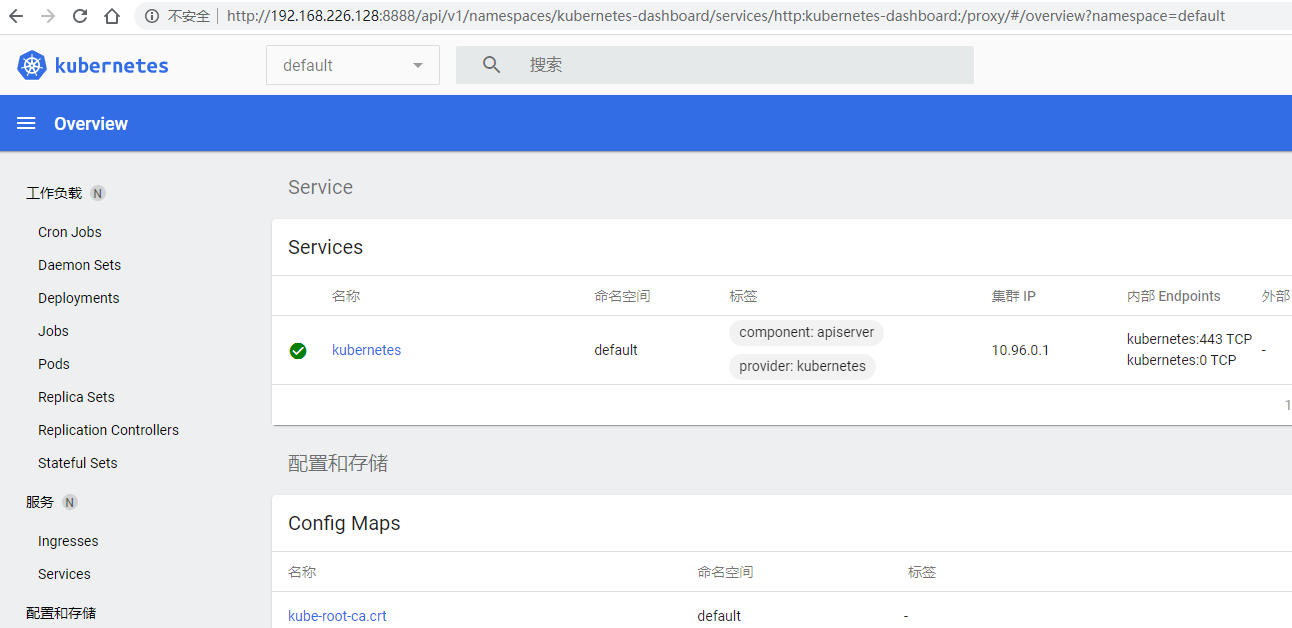 不安全 http://192.168.226.128:8888/api/v1/namespaces/kubernetes-dashboard/services/http:kubernetes-dashboard:/proxy/#/overview?namespace=default
kubernetes default 搜索
Overview
工作负载 N
Cron Jobs
Daemon Sets
Deployments
Jobs
Pods
Replica Sets
Replication Controllers
Stateful Sets
服务 N
Ingresses
Services
配置和存储
Service
Services
名称 命名空间 标签 集群 IP 内部 Endpoints 外部
kubernetes default component: apiserver 10.96.0.1 kubernetes:443 TCP -
provider: kubernetes kubernetes:0 TCP
1
配置和存储
Config Maps
名称 命名空间 标签
kube-root-ca.crt default -